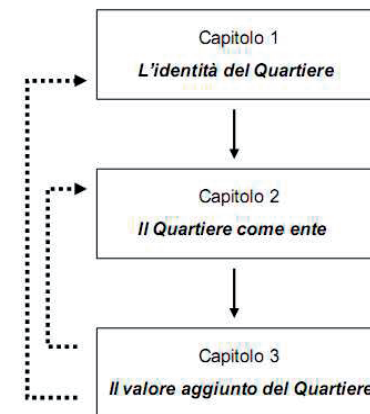 Capitolo 1
L'identità del Quartiere
Capitolo 2
Il Quartiere come ente
Capitolo 3
Il valore aggiunto del Quartiere